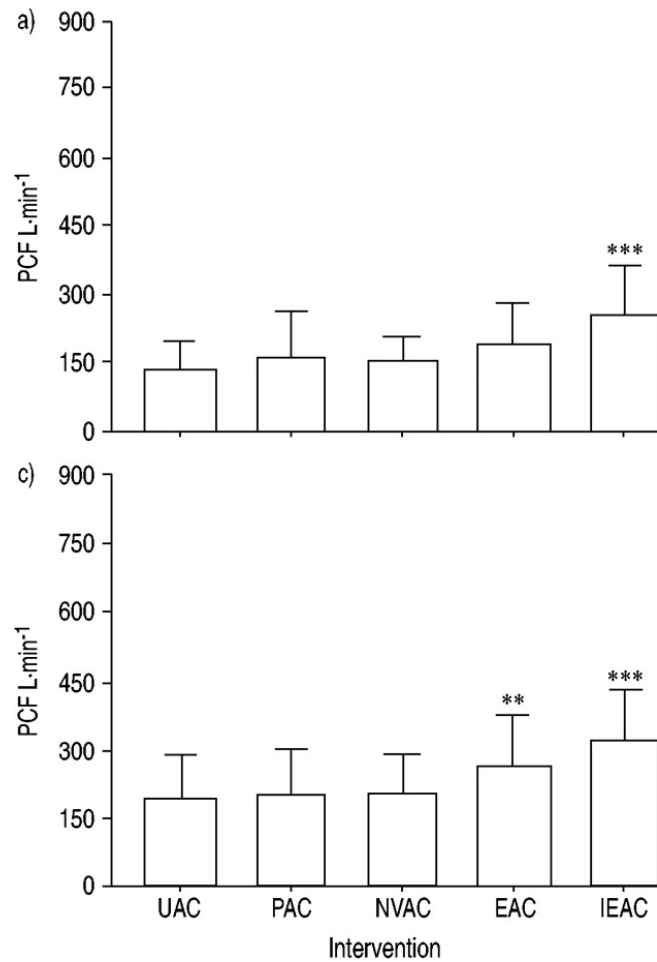 a)
900
750
600
450
300
150
0
PCF L·min⁻¹
***
c)
900
750
600
450
300
150
0
PCF L·min⁻¹
**
***
UAC PAC NVAC EAC IEAC
Intervention